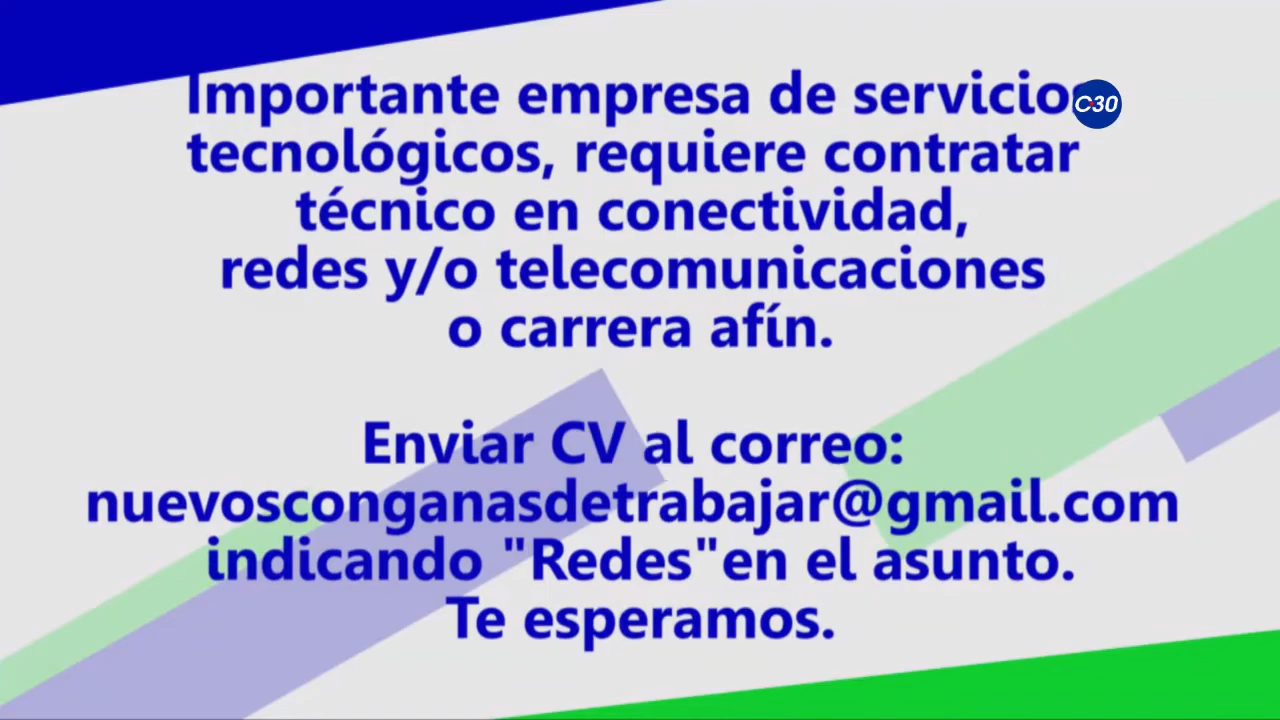 Importante empresa de servicios
C30
tecnológicos, requiere contratar
técnico en conectividad,
redes y/o telecomunicaciones
o carrera afín.
Enviar CV al correo:
nuevosconganasdetrabajar@gmail.com
indicando "Redes"en el asunto.
Te esperamos.